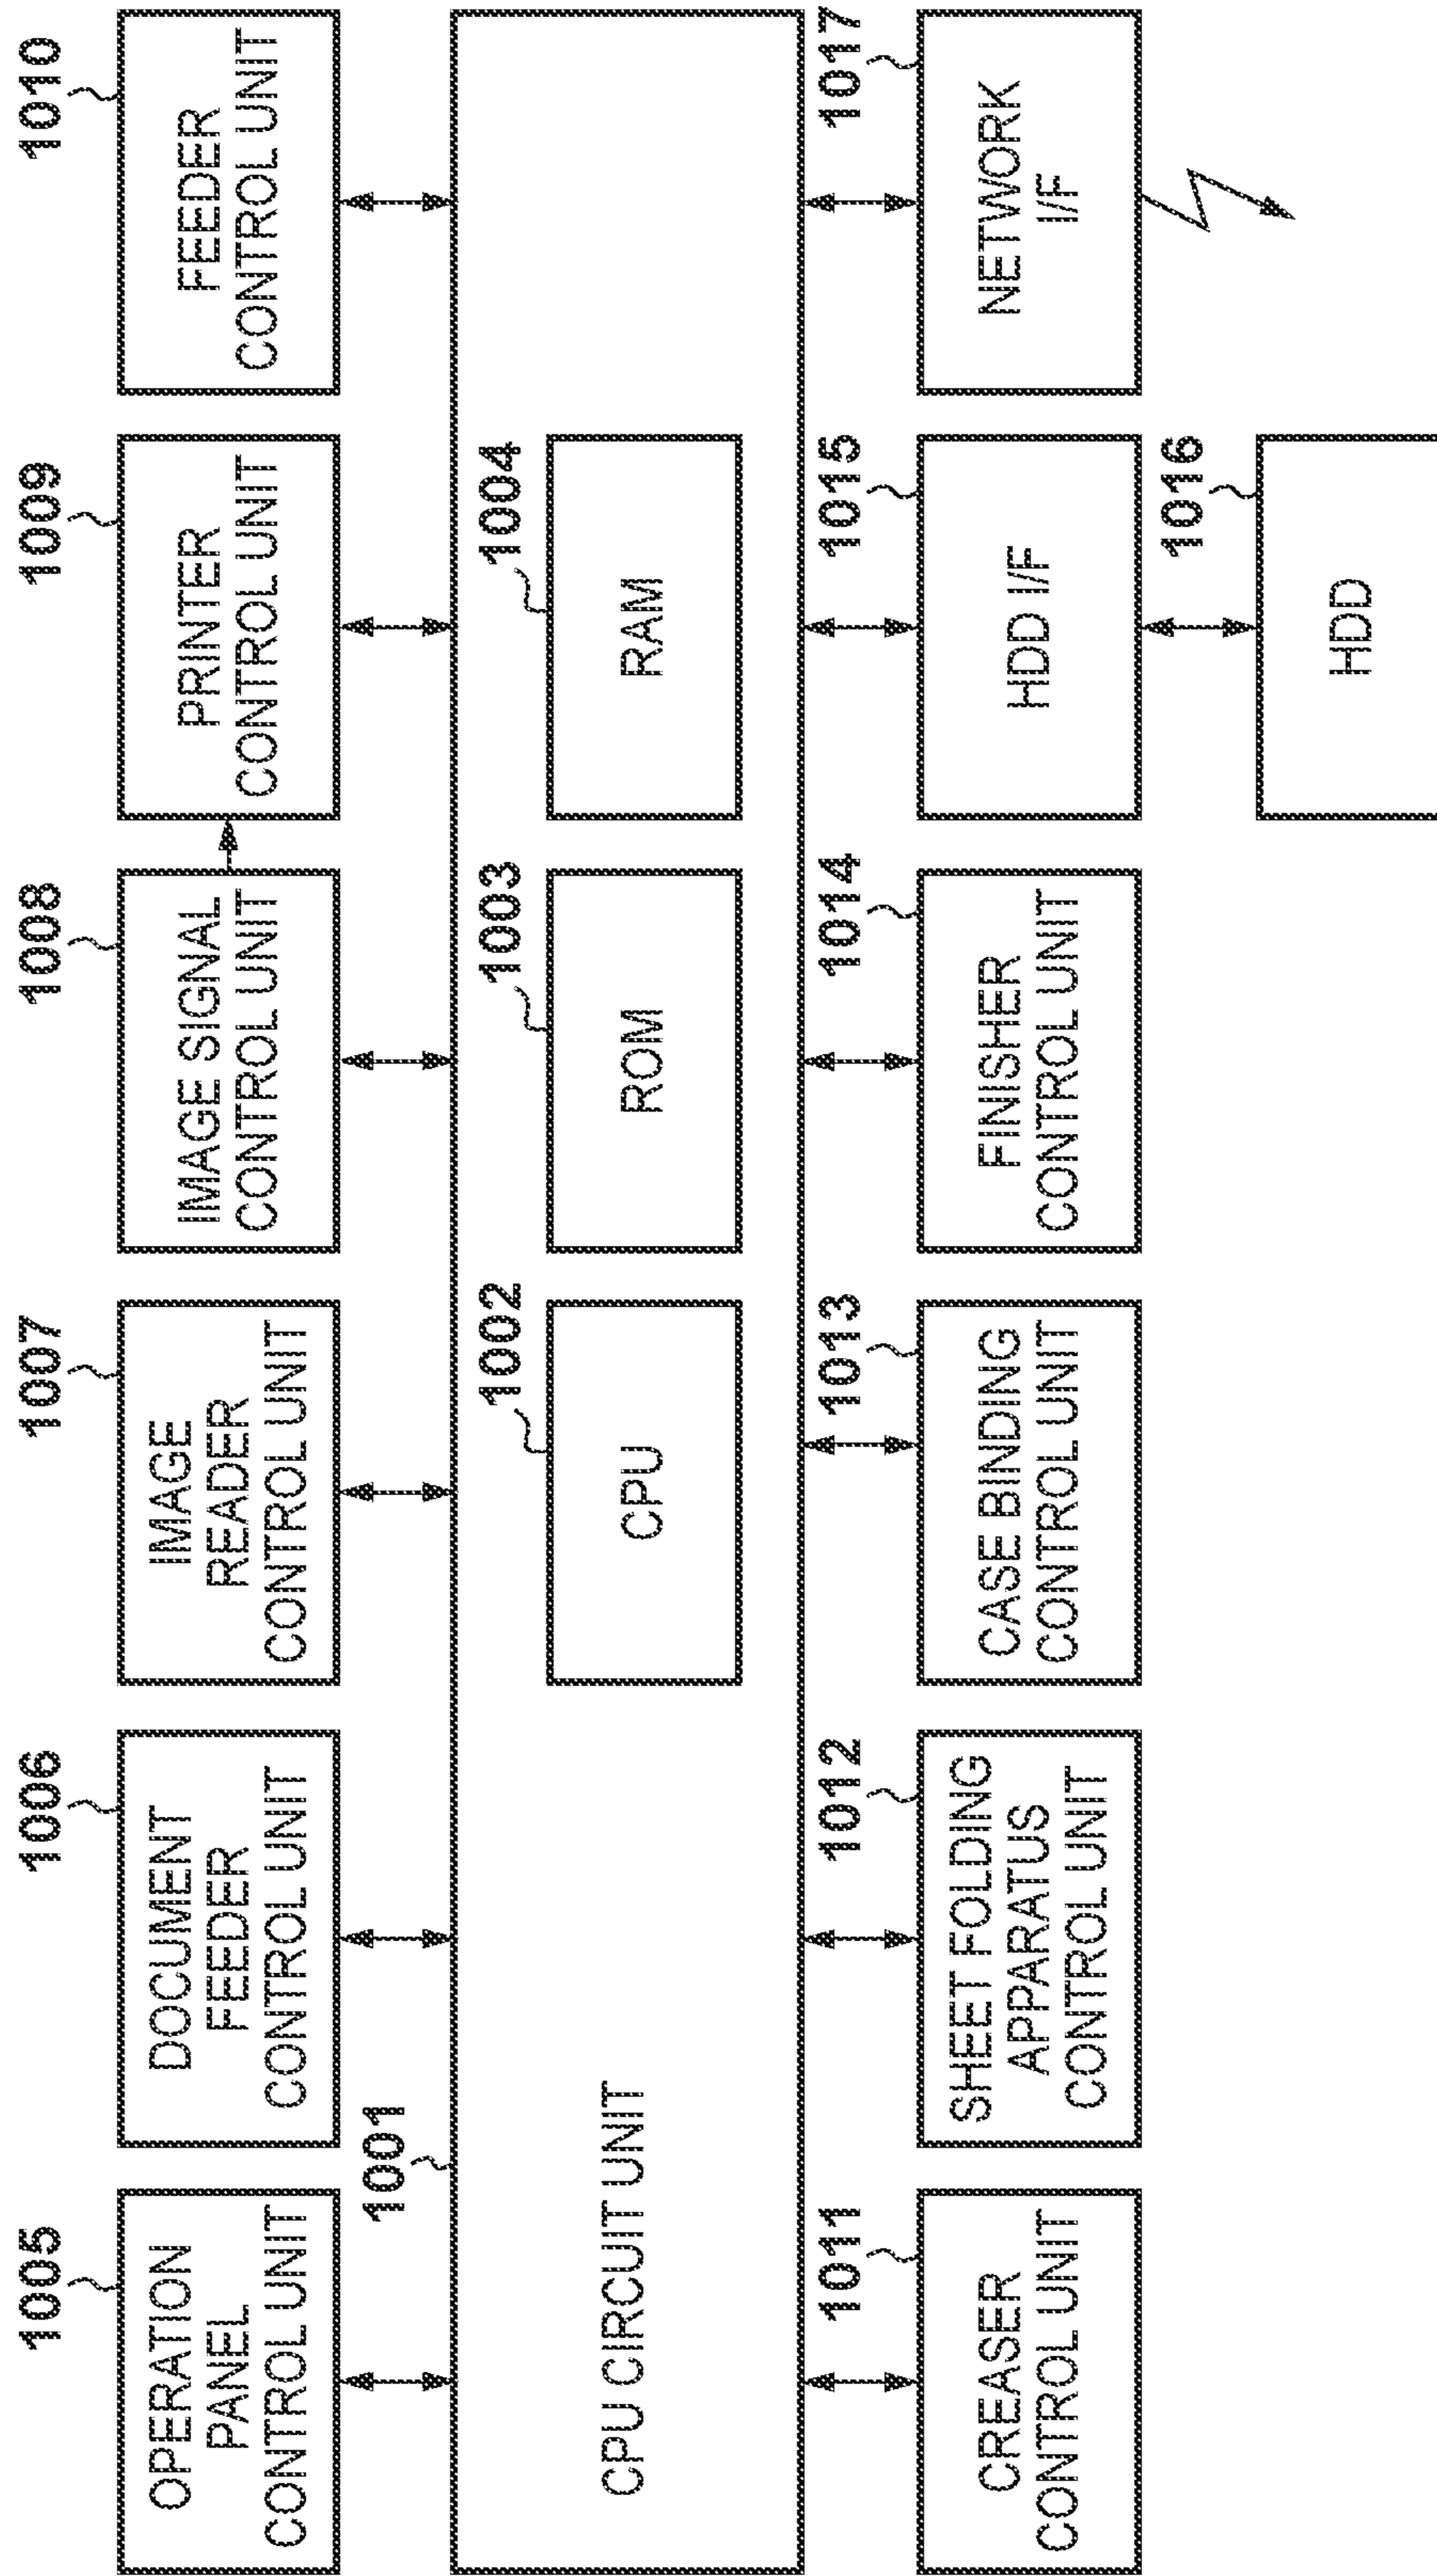 1005
OPERATION
PANEL
CONTROL UNIT
1006
DOCUMENT
FEEDER
CONTROL UNIT
1007
IMAGE
READER
CONTROL UNIT
1008
IMAGE SIGNAL
CONTROL UNIT
1009
PRINTER
CONTROL UNIT
1010
FEEDER
CONTROL UNIT
1001
CPU CIRCUIT UNIT
1002
CPU
1003
ROM
1004
RAM
1011
CREASER
CONTROL UNIT
1012
SHEET FOLDING
APPARATUS
CONTROL UNIT
1013
CASE BINDING
CONTROL UNIT
1014
FINISHER
CONTROL UNIT
1015
HDD I/F
1017
NETWORK
I/F
1016
HDD